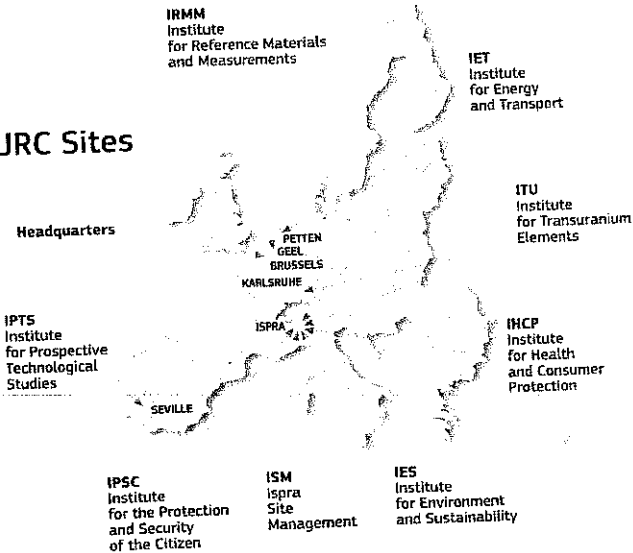 IRMM
Institute
for Reference Materials
and Measurements
IET
Institute
for Energy
and Transport
JRC Sites
ITU
Institute
for Transuranium
Elements
Headquarters
PETTEN
GEEL
BRUSSELS
KARLSRUHE
ISPRA
IPTS
Institute
for Prospective
Technological
Studies
IHCP
Institute
for Health
and Consumer
Protection
SEVILLE
IPSC
Institute
for the Protection
and Security
of the Citizen
ISM
Ispra
Site
Management
IES
Institute
for Environment
and Sustainability